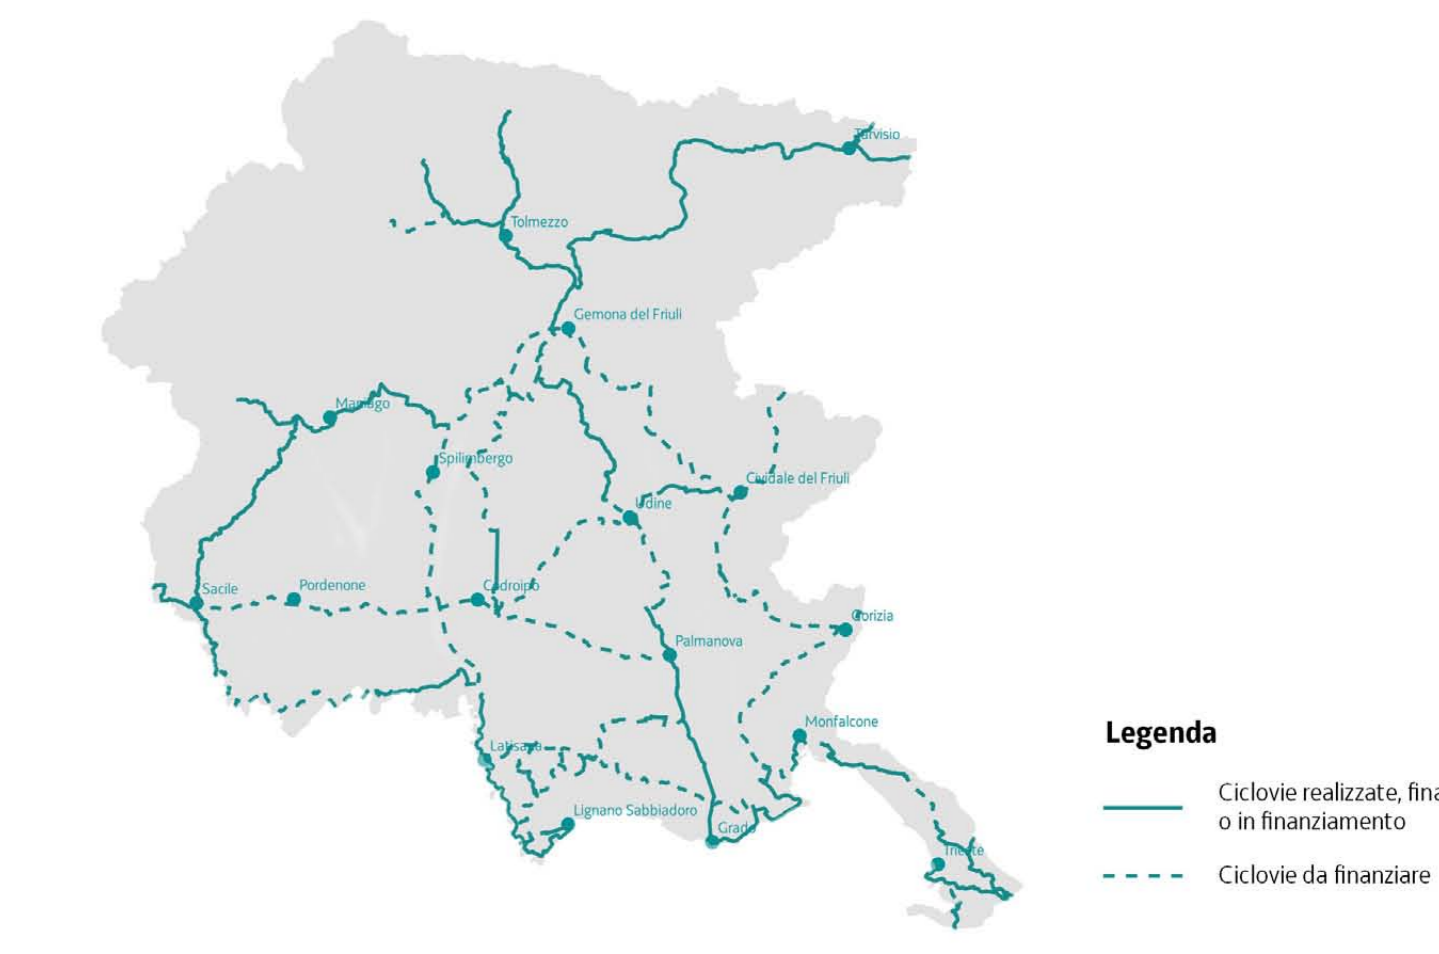 Tarvisio
Tolmezzo
Gemona del Friuli
Maniago
Spilimbergo
Cividale del Friuli
Udine
Sacile
Pordenone
Codroipo
Gorizia
Palmanova
Monfalcone
Latisana
Lignano Sabbiadoro
Grado
Trieste
Legenda
Ciclovie realizzate, fina
o in finanziamento
Ciclovie da finanziare